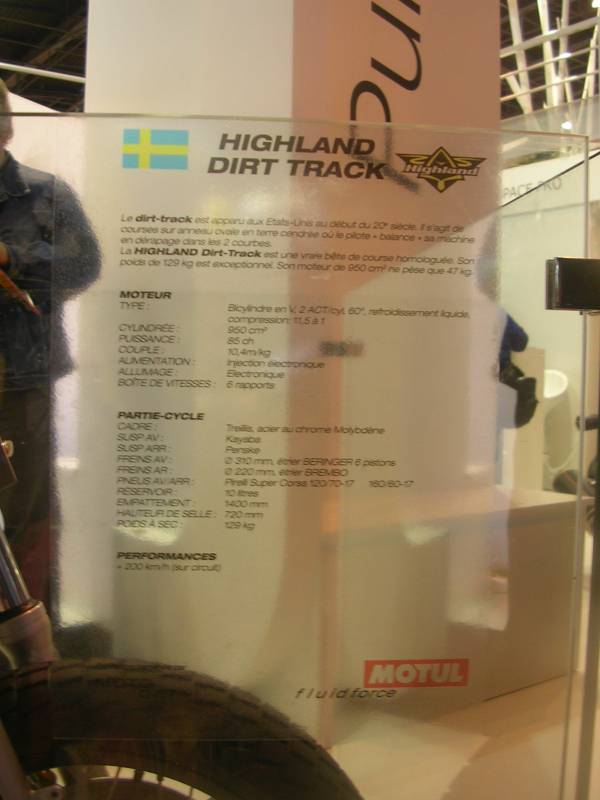 HIGHLAND
DIRT TRACK
Highland
PACE PRO
Le dirt-track est apparu aux Etats-Unis au début du 20e siècle. Il s'agit de
courses sur anneau ovale en terre cendrée où le pilote « balance » sa machine
en dérapage dans les 2 courbes.
La HIGHLAND Dirt-Track est une vraie bête de course homologuée. Son
poids de 129 kg est exceptionnel. Son moteur de 950 cm³ ne pèse que 47 kg.
MOTEUR
TYPE : Bicylindre en V, 2 ACT/cyl. 60°, refroidissement liquide,
compression: 11,5 à 1
CYLINDRÉE : 950 cm³
PUISSANCE : 85 ch
COUPLE : 10,4m/kg
ALIMENTATION : Injection électronique
ALLUMAGE : Electronique
BOÎTE DE VITESSES : 6 rapports
PARTIE-CYCLE
CADRE : Treillis, acier au chrome Molybdène
SUSP AV : Kayaba
SUSP ARR : Penske
FREINS AV : Ø 310 mm, étrier BERINGER 6 pistons
FREINS AR : Ø 220 mm, étrier BREMBO
PNEUS AV/ARR : Pirelli Super Corsa 120/70-17 160/60-17
RÉSERVOIR : 10 litres
EMPATTEMENT : 1400 mm
HAUTEUR DE SELLE : 720 mm
POIDS À SEC : 129 kg
PERFORMANCES
+ 200 km/h (sur circuit)
MOTUL
fluidforce